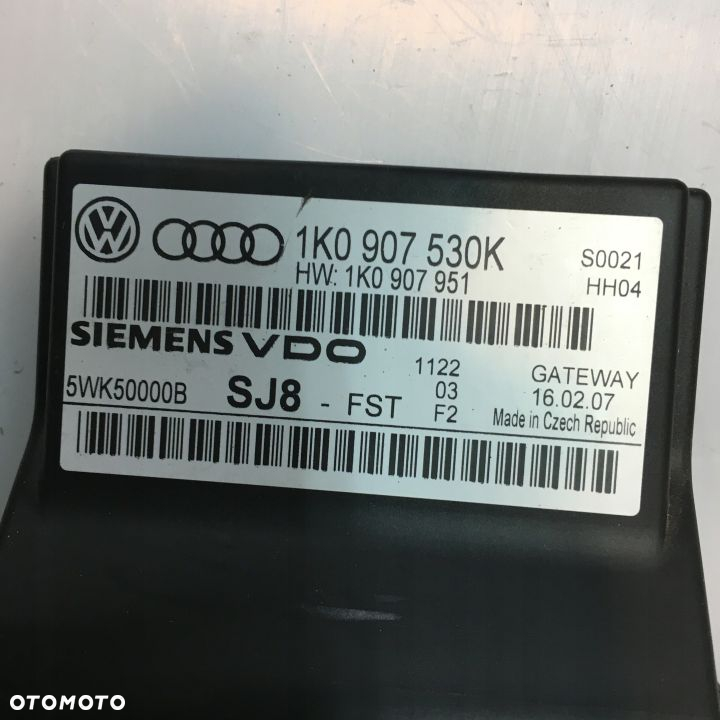 1K0 907 530K
S0021
HW: 1K0 907 951
HH04
SIEMENS VDO
1122
GATEWAY
5WK50000B
SJ8 - FST
03
16.02.07
F2
Made in Czech Republic
OTOMOTO